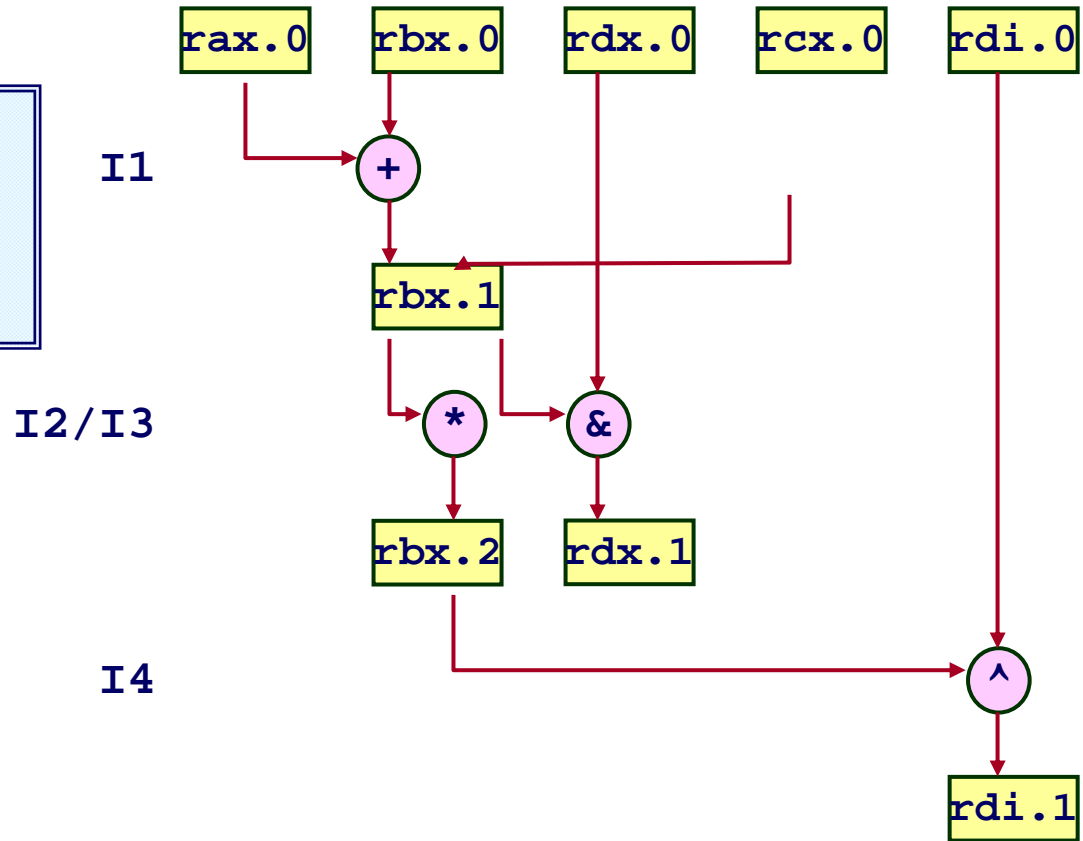 rax.0 rbx.0 rdx.0 rcx.0 rdi.0
I1 +
rbx.1
I2/I3 * &
rbx.2 rdx.1
I4 ^
rdi.1